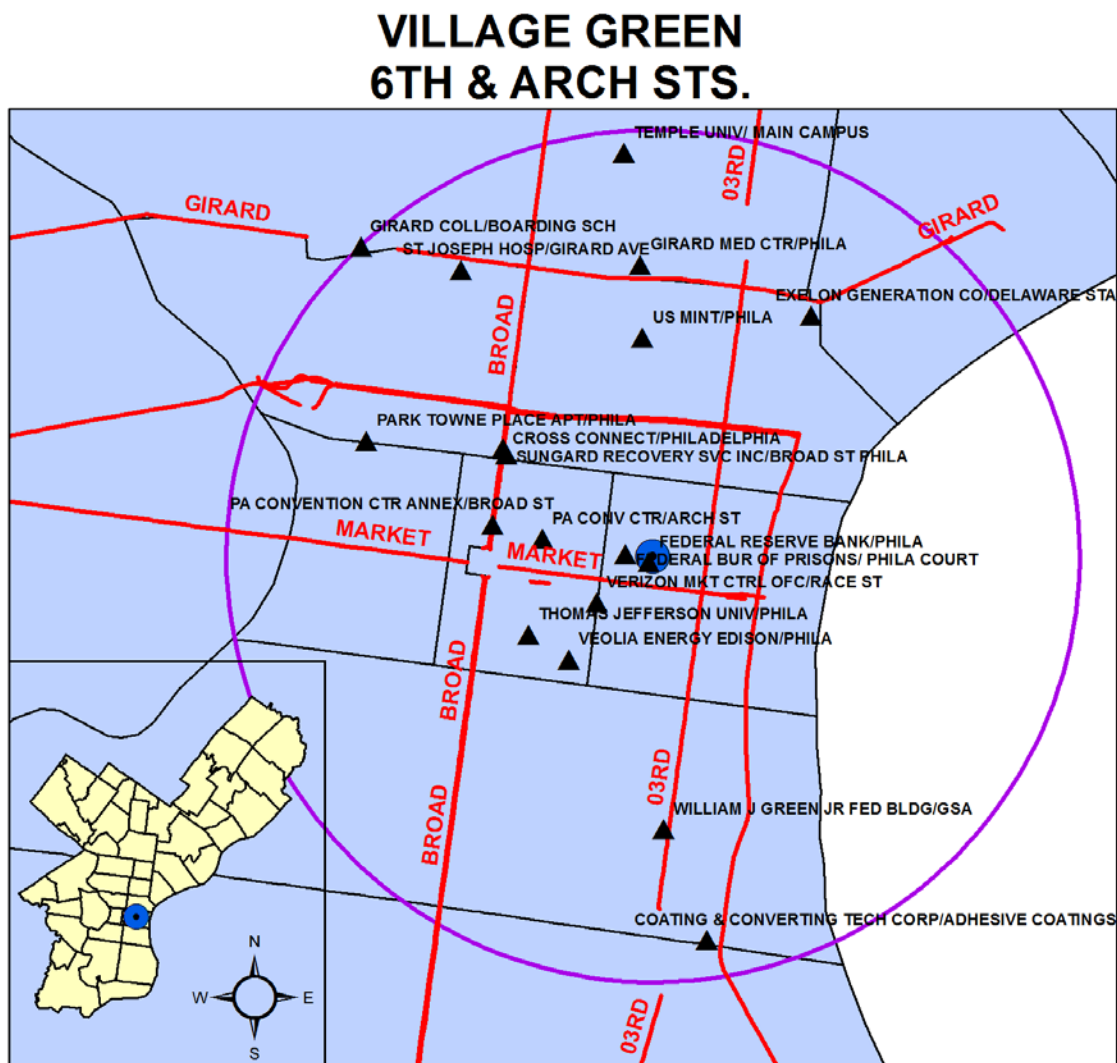 VILLAGE GREEN
6TH & ARCH STS.
TEMPLE UNIV/ MAIN CAMPUS
03RD
GIRARD
GIRARD
GIRARD COLL/BOARDING SCH
ST JOSEPH HOSP/GIRARD AVE
GIRARD MED CTR/PHILA
EXELON GENERATION CO/DELAWARE STA
BROAD
US MINT/PHILA
PARK TOWNE PLACE APT/PHILA
CROSS CONNECT/PHILADELPHIA
SUNGARD RECOVERY SVC INC/BROAD ST PHILA
PA CONVENTION CTR ANNEX/BROAD ST
PA CONV CTR/ARCH ST
MARKET
MARKET
FEDERAL RESERVE BANK/PHILA
FEDERAL BUR OF PRISONS/ PHILA COURT
VERIZON MKT CTRL OFC/RACE ST
THOMAS JEFFERSON UNIV/PHILA
VEOLIA ENERGY EDISON/PHILA
BROAD
03RD
WILLIAM J GREEN JR FED BLDG/GSA
BROAD
COATING & CONVERTING TECH CORP/ADHESIVE COATINGS
N
W
E
S
03RD